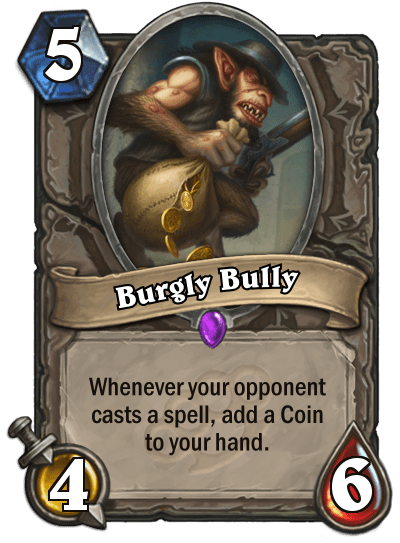 5
Burgly Bully
Whenever your opponent
casts a spell, add a Coin
to your hand.
4
6